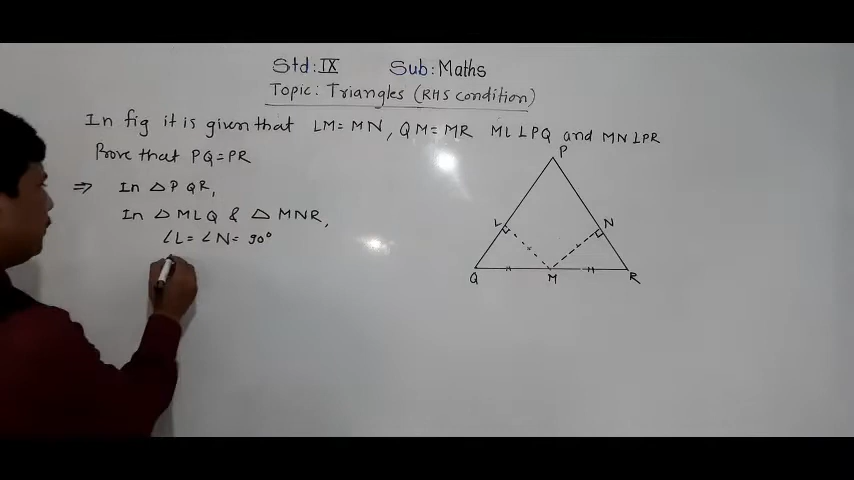 Std: IX Sub: Maths
Topic: Triangles (RHS condition)
In fig it is given that LM = MN, QM = MR ML ⊥ PQ and MN ⊥ PR
Prove that PQ = PR
⇒ In △ P QR,
In △ MLQ & △ MNR,
∠L = ∠N = 90°
P
L N
Q M R